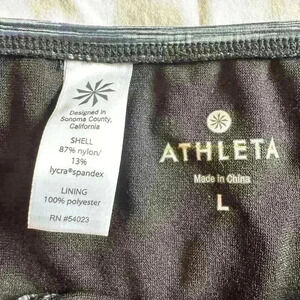 Designed in
Sonoma County,
California
SHELL
87% nylon/
13%
lycra®spandex
LINING
100% polyester
RN #54023
ATHLETA
Made in China
L